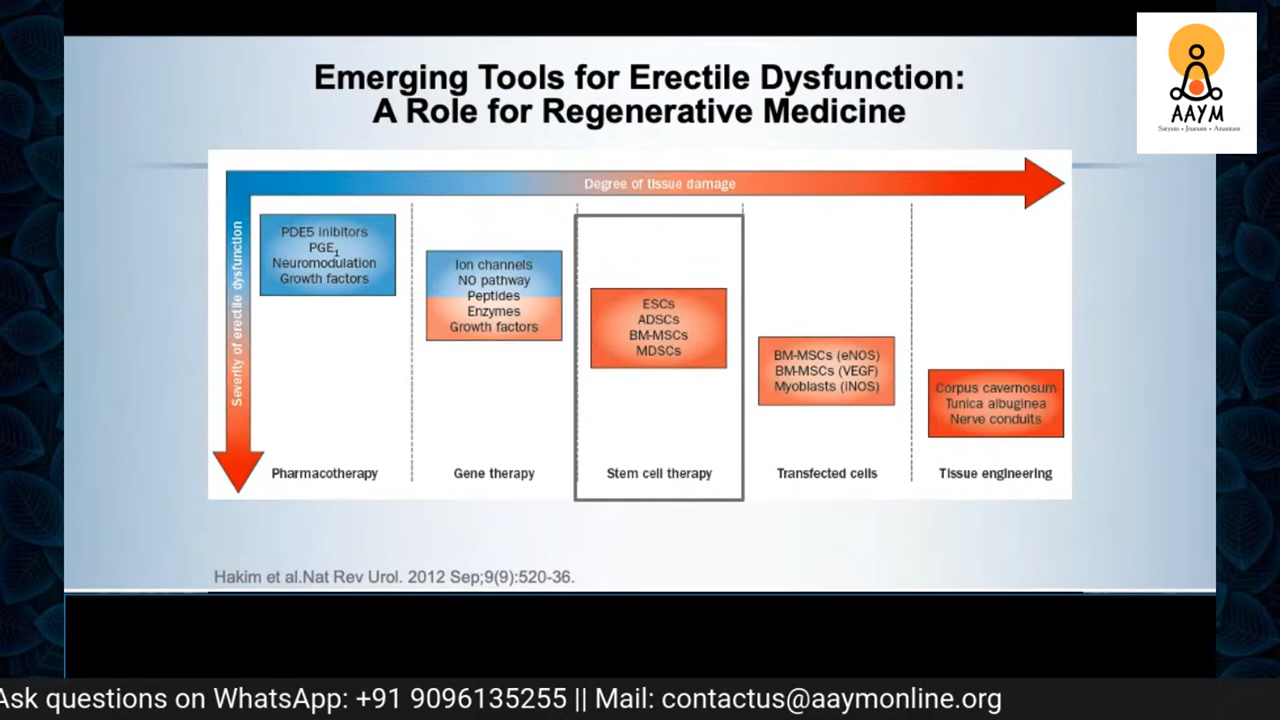 Emerging Tools for Erectile Dysfunction:
A Role for Regenerative Medicine
AAYM
Satyam • Jnanam • Anantam
Degree of tissue damage
Severity of erectile dysfunction
PDE5 inibitors
PGE1
Neuromodulation
Growth factors
Pharmacotherapy
Ion channels
NO pathway
Peptides
Enzymes
Growth factors
Gene therapy
ESCs
ADSCs
BM-MSCs
MDSCs
Stem cell therapy
BM-MSCs (eNOS)
BM-MSCs (VEGF)
Myoblasts (iNOS)
Transfected cells
Corpus cavernosum
Tunica albuginea
Nerve conduits
Tissue engineering
Hakim et al.Nat Rev Urol. 2012 Sep;9(9):520-36.
Ask questions on WhatsApp: +91 9096135255 || Mail: contactus@aaymonline.org